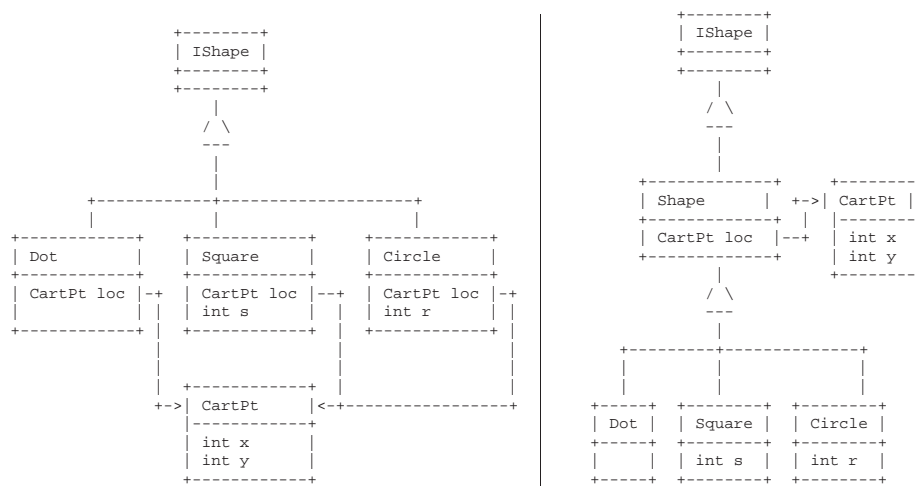 IShape
Dot
Square
Circle
CartPt loc
CartPt loc
int s
CartPt loc
int r
CartPt
int x
int y
IShape
Shape
CartPt loc
CartPt
int x
int y
Dot
Square
int s
Circle
int r